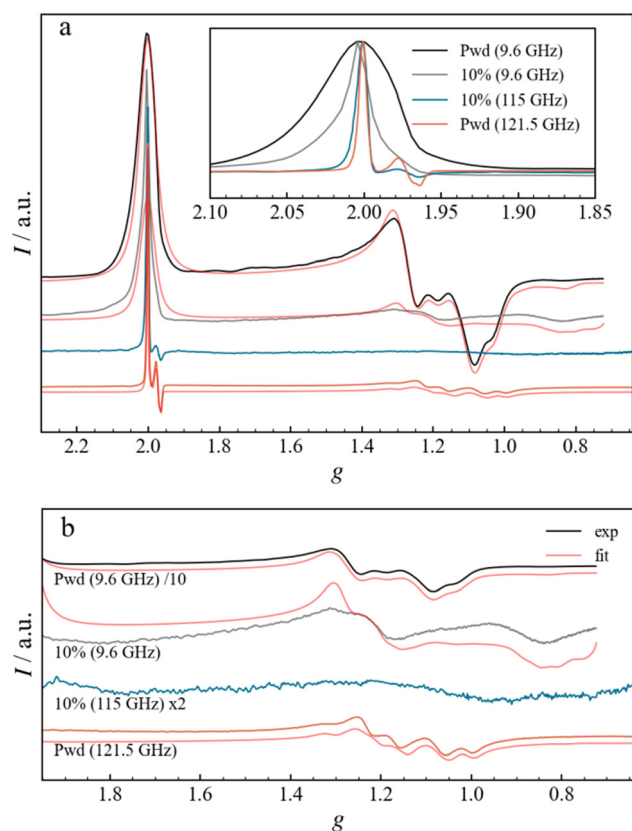 a
Pwd (9.6 GHz)
10% (9.6 GHz)
10% (115 GHz)
Pwd (121.5 GHz)
2.10 2.05 2.00 1.95 1.90 1.85
I / a.u.
2.2 2.0 1.8 1.6 1.4 1.2 1.0 0.8
g
b
exp
fit
Pwd (9.6 GHz) /10
10% (9.6 GHz)
10% (115 GHz) x2
Pwd (121.5 GHz)
I / a.u.
1.8 1.6 1.4 1.2 1.0 0.8
g